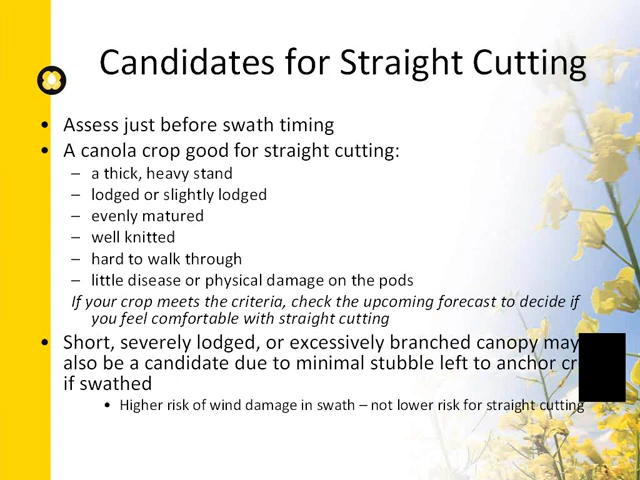 Candidates for Straight Cutting
• Assess just before swath timing
• A canola crop good for straight cutting:
– a thick, heavy stand
– lodged or slightly lodged
– evenly matured
– well knitted
– hard to walk through
– little disease or physical damage on the pods
If your crop meets the criteria, check the upcoming forecast to decide if
you feel comfortable with straight cutting
• Short, severely lodged, or excessively branched canopy may
also be a candidate due to minimal stubble left to anchor
if swathed
• Higher risk of wind damage in swath – not lower risk for straight cutting